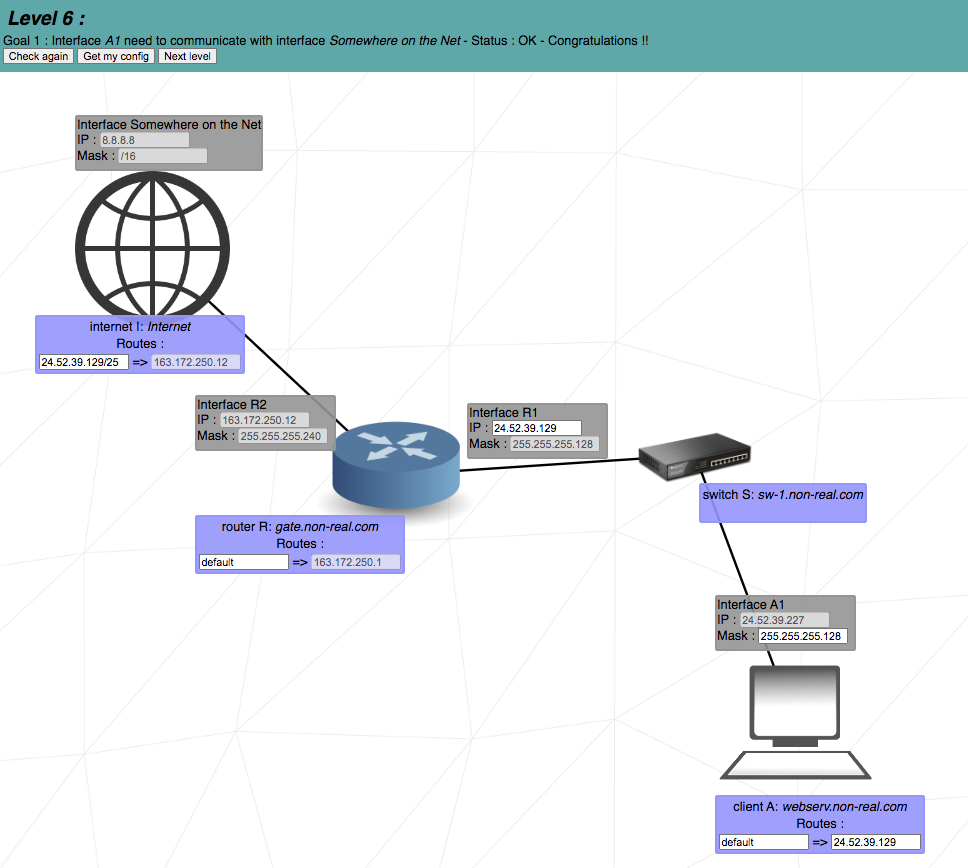 Level 6 :
Goal 1 : Interface A1 need to communicate with interface Somewhere on the Net - Status : OK - Congratulations !!
Check again Get my config Next level
Interface Somewhere on the Net
IP : 8.8.8.8
Mask : /16
internet I: Internet
Routes :
24.52.39.129/25 => 163.172.250.12
Interface R2
IP : 163.172.250.12
Mask : 255.255.255.240
Interface R1
IP : 24.52.39.129
Mask : 255.255.255.128
switch S: sw-1.non-real.com
router R: gate.non-real.com
Routes :
default => 163.172.250.1
Interface A1
IP : 24.52.39.227
Mask : 255.255.255.128
client A: webserv.non-real.com
Routes :
default => 24.52.39.129